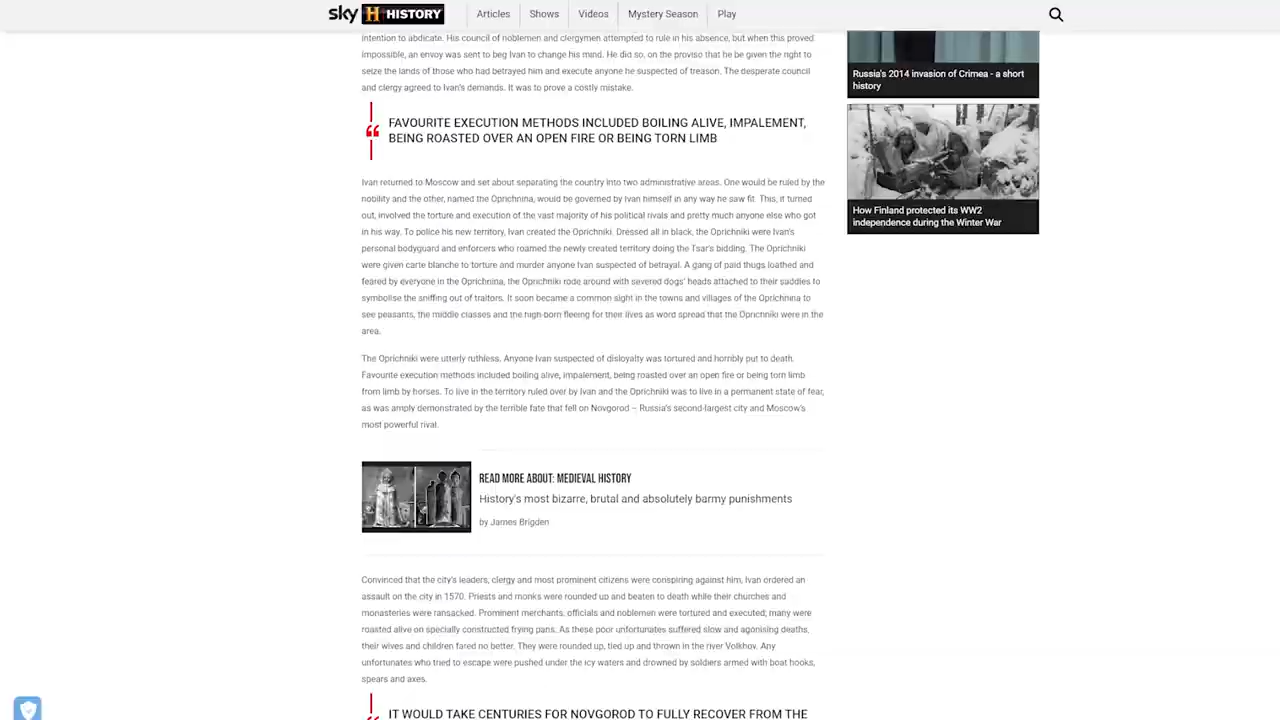 sky HISTORY
Articles
Shows
Videos
Mystery Season
Play
intention to abdicate. His council of noblemen and clergymen attempted to rule in his absence, but when this proved
impossible, an envoy was sent to beg Ivan to change his mind. He did so, on the proviso that he be given the right to
seize the lands of those who had betrayed him and execute anyone he suspected of treason. The desperate council
and clergy agreed to Ivan's demands. It was to prove a costly mistake.
“ FAVOURITE EXECUTION METHODS INCLUDED BOILING ALIVE, IMPALEMENT,
BEING ROASTED OVER AN OPEN FIRE OR BEING TORN LIMB
Ivan returned to Moscow and set about separating the country into two administrative areas. One would be ruled by the
nobility and the other, named the Oprichnina, would be governed by Ivan himself in any way he saw fit. This, it turned
out, involved the torture and execution of the vast majority of his political rivals and pretty much anyone else who got
in his way. To police his new territory, Ivan created the Oprichniki. Dressed all in black, the Oprichniki were Ivan's
personal bodyguard and enforcers who roamed the newly created territory doing the Tsar's bidding. The Oprichniki
were given carte blanche to torture and murder anyone Ivan suspected of betrayal. A gang of paid thugs loathed and
feared by everyone in the Oprichnina, the Oprichniki rode around with severed dogs' heads attached to their saddles to
symbolise the sniffing out of traitors. It soon became a common sight in the towns and villages of the Oprichnina to
see peasants, the middle classes and the high-born fleeing for their lives as word spread that the Oprichniki were in the
area.
The Oprichniki were utterly ruthless. Anyone Ivan suspected of disloyalty was tortured and horribly put to death.
Favourite execution methods included boiling alive, impalement, being roasted over an open fire or being torn limb
from limb by horses. To live in the territory ruled over by Ivan and the Oprichniki was to live in a permanent state of fear,
as was amply demonstrated by the terrible fate that fell on Novgorod – Russia's second-largest city and Moscow's
most powerful rival.
READ MORE ABOUT: MEDIEVAL HISTORY
History's most bizarre, brutal and absolutely barmy punishments
by James Brigden
Convinced that the city's leaders, clergy and most prominent citizens were conspiring against him, Ivan ordered an
assault on the city in 1570. Priests and monks were rounded up and beaten to death while their churches and
monasteries were ransacked. Prominent merchants, officials and noblemen were tortured and executed; many were
roasted alive on specially constructed frying pans. As these poor unfortunates suffered slow and agonising deaths,
their wives and children fared no better. They were rounded up, tied up and thrown in the river Volkhov. Any
unfortunates who tried to escape were pushed under the icy waters and drowned by soldiers armed with boat hooks,
spears and axes.
“ IT WOULD TAKE CENTURIES FOR NOVGOROD TO FULLY RECOVER FROM THE
Russia's 2014 invasion of Crimea - a short
history
How Finland protected its WW2
independence during the Winter War